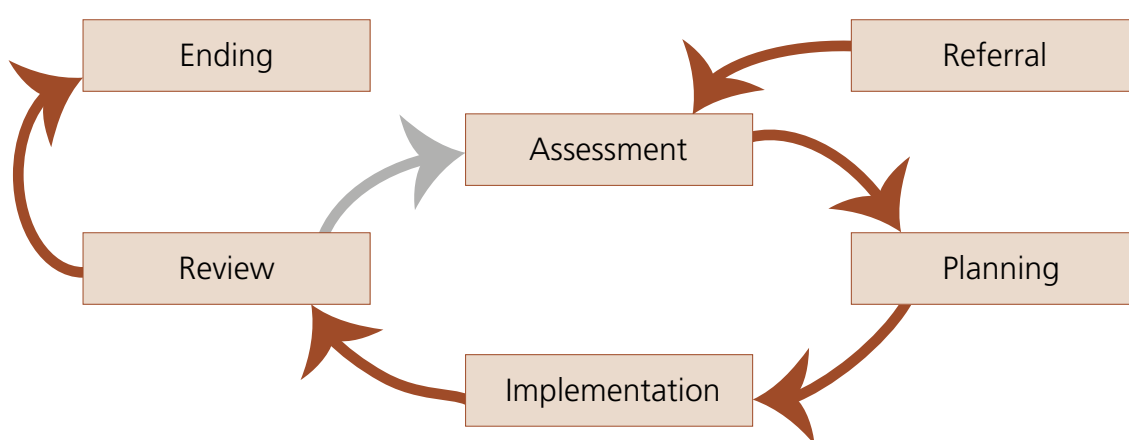 Ending
Referral
Assessment
Review
Planning
Implementation